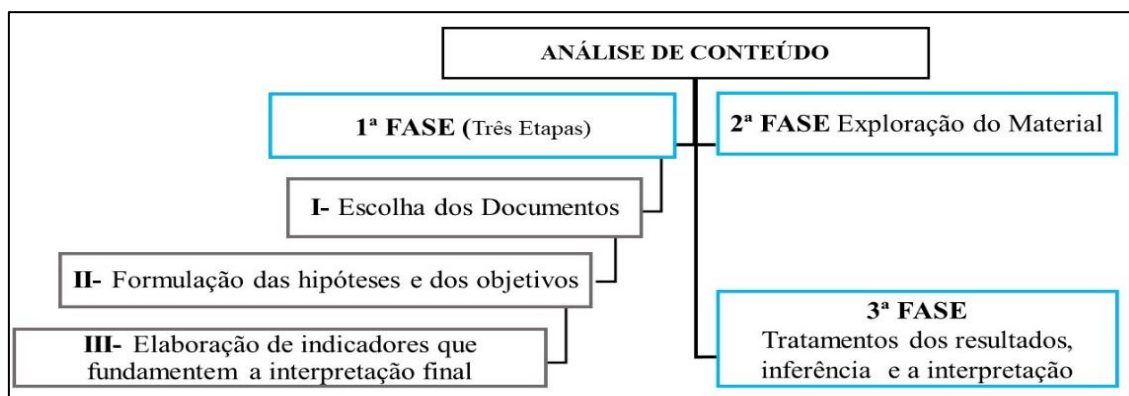 ANÁLISE DE CONTEÚDO
1ª FASE (Três Etapas)
I- Escolha dos Documentos
II- Formulação das hipóteses e dos objetivos
III- Elaboração de indicadores que
fundamentem a interpretação final
2ª FASE Exploração do Material
3ª FASE
Tratamentos dos resultados,
inferência e a interpretação